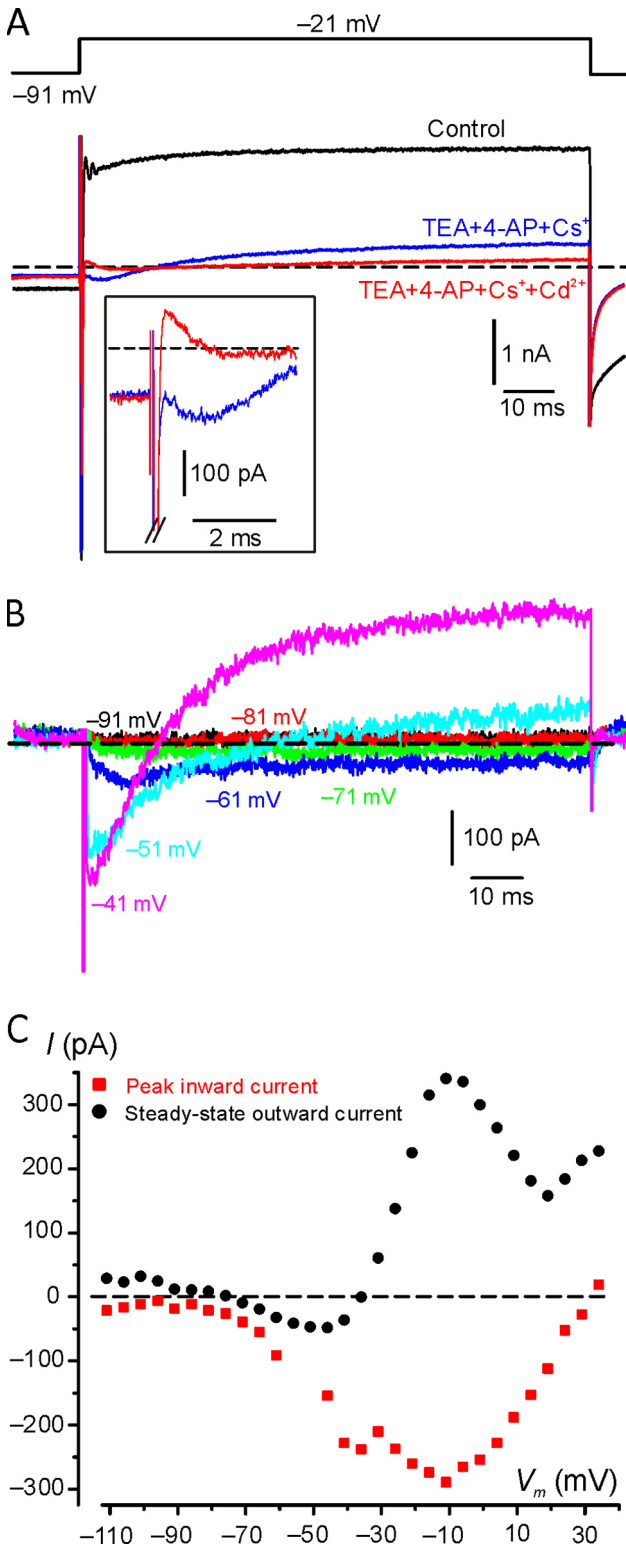 A
–21 mV
–91 mV
Control
TEA+4-AP+Cs⁺
TEA+4-AP+Cs⁺+Cd²⁺
1 nA
10 ms
100 pA
2 ms
B
–91 mV
–81 mV
–61 mV
–71 mV
–51 mV
–41 mV
100 pA
10 ms
C
I (pA)
Peak inward current
Steady-state outward current
300
200
100
0
–100
–200
–300
Vₘ (mV)
–110 –90 –70 –50 –30 –10 10 30